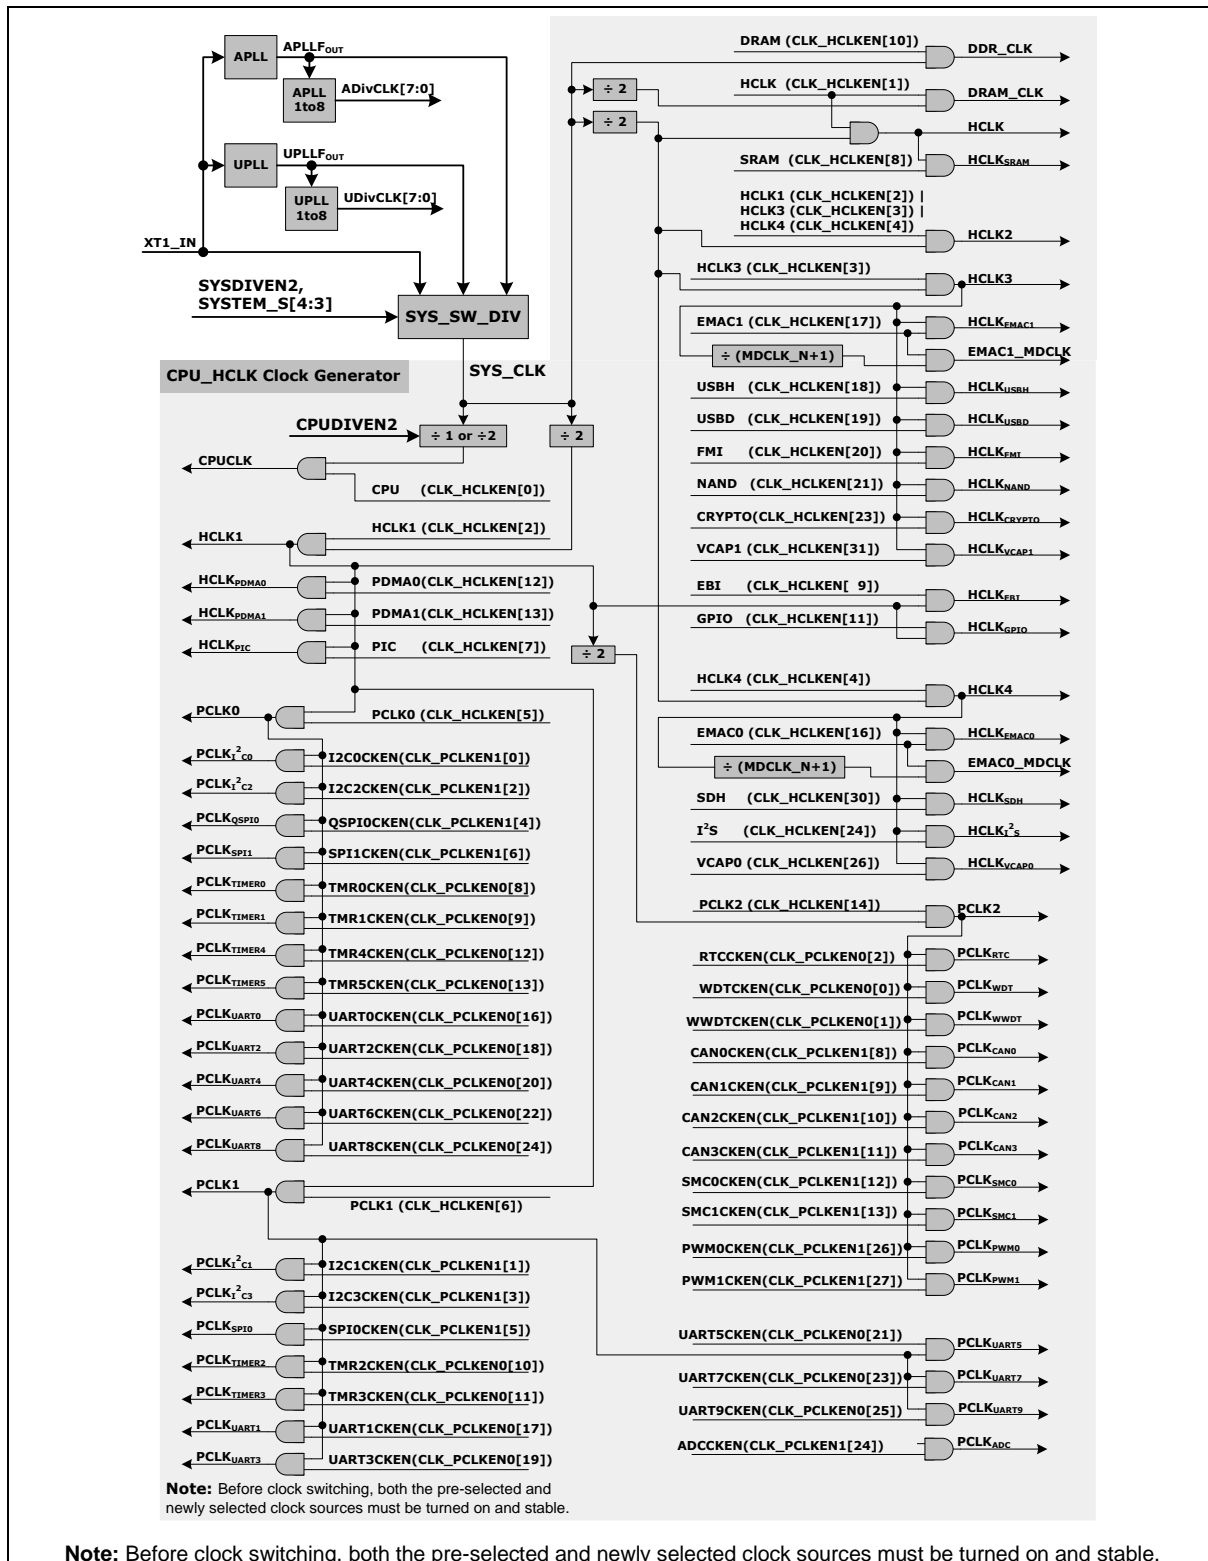 APLL
APLLFOUT
APLL
1to8
ADivCLK[7:0]
UPLL
UPLLFOUT
UPLL
1to8
UDivCLK[7:0]
XT1_IN
SYSDIVEN2,
SYSTEM_S[4:3]
SYS_SW_DIV
SYS_CLK
CPU_HCLK Clock Generator
CPUDIVEN2
÷ 1 or ÷2
÷ 2
CPUCLK
CPU (CLK_HCLKEN[0])
HCLK1
HCLK1 (CLK_HCLKEN[2])
HCLKPDMA0
PDMA0(CLK_HCLKEN[12])
HCLKPDMA1
PDMA1(CLK_HCLKEN[13])
HCLKPIC
PIC (CLK_HCLKEN[7])
÷ 2
PCLK0
PCLK0 (CLK_HCLKEN[5])
PCLKI²C0
I2C0CKEN(CLK_PCLKEN1[0])
PCLKI²C2
I2C2CKEN(CLK_PCLKEN1[2])
PCLKQSPI0
QSPI0CKEN(CLK_PCLKEN1[4])
PCLKSPI1
SPI1CKEN(CLK_PCLKEN1[6])
PCLKTIMER0
TMR0CKEN(CLK_PCLKEN0[8])
PCLKTIMER1
TMR1CKEN(CLK_PCLKEN0[9])
PCLKTIMER4
TMR4CKEN(CLK_PCLKEN0[12])
PCLKTIMER5
TMR5CKEN(CLK_PCLKEN0[13])
PCLKUART0
UART0CKEN(CLK_PCLKEN0[16])
PCLKUART2
UART2CKEN(CLK_PCLKEN0[18])
PCLKUART4
UART4CKEN(CLK_PCLKEN0[20])
PCLKUART6
UART6CKEN(CLK_PCLKEN0[22])
PCLKUART8
UART8CKEN(CLK_PCLKEN0[24])
PCLK1
PCLK1 (CLK_HCLKEN[6])
PCLKI²C1
I2C1CKEN(CLK_PCLKEN1[1])
PCLKI²C3
I2C3CKEN(CLK_PCLKEN1[3])
PCLKSPI0
SPI0CKEN(CLK_PCLKEN1[5])
PCLKTIMER2
TMR2CKEN(CLK_PCLKEN0[10])
PCLKTIMER3
TMR3CKEN(CLK_PCLKEN0[11])
PCLKUART1
UART1CKEN(CLK_PCLKEN0[17])
PCLKUART3
UART3CKEN(CLK_PCLKEN0[19])
Note: Before clock switching, both the pre-selected and
newly selected clock sources must be turned on and stable.
DRAM (CLK_HCLKEN[10])
DDR_CLK
÷ 2
HCLK (CLK_HCLKEN[1])
DRAM_CLK
÷ 2
HCLK
SRAM (CLK_HCLKEN[8])
HCLKSRAM
HCLK1 (CLK_HCLKEN[2]) |
HCLK3 (CLK_HCLKEN[3]) |
HCLK4 (CLK_HCLKEN[4])
HCLK2
HCLK3 (CLK_HCLKEN[3])
HCLK3
EMAC1 (CLK_HCLKEN[17])
HCLKEMAC1
÷ (MDCLK_N+1)
EMAC1_MDCLK
USBH (CLK_HCLKEN[18])
HCLKUSBH
USBD (CLK_HCLKEN[19])
HCLKUSBD
FMI (CLK_HCLKEN[20])
HCLKFMI
NAND (CLK_HCLKEN[21])
HCLKNAND
CRYPTO(CLK_HCLKEN[23])
HCLKCRYPTO
VCAP1 (CLK_HCLKEN[31])
HCLKVCAP1
EBI (CLK_HCLKEN[ 9])
HCLKEBI
GPIO (CLK_HCLKEN[11])
HCLKGPIO
HCLK4 (CLK_HCLKEN[4])
HCLK4
EMAC0 (CLK_HCLKEN[16])
HCLKEMAC0
÷ (MDCLK_N+1)
EMAC0_MDCLK
SDH (CLK_HCLKEN[30])
HCLKSDH
I²S (CLK_HCLKEN[24])
HCLKI²S
VCAP0 (CLK_HCLKEN[26])
HCLKVCAP0
PCLK2 (CLK_HCLKEN[14])
PCLK2
RTCCKEN(CLK_PCLKEN0[2])
PCLKRTC
WDTCKEN(CLK_PCLKEN0[0])
PCLKWDT
WWDTCKEN(CLK_PCLKEN0[1])
PCLKWWDT
CAN0CKEN(CLK_PCLKEN1[8])
PCLKCAN0
CAN1CKEN(CLK_PCLKEN1[9])
PCLKCAN1
CAN2CKEN(CLK_PCLKEN1[10])
PCLKCAN2
CAN3CKEN(CLK_PCLKEN1[11])
PCLKCAN3
SMC0CKEN(CLK_PCLKEN1[12])
PCLKSMC0
SMC1CKEN(CLK_PCLKEN1[13])
PCLKSMC1
PWM0CKEN(CLK_PCLKEN1[26])
PCLKPWM0
PWM1CKEN(CLK_PCLKEN1[27])
PCLKPWM1
UART5CKEN(CLK_PCLKEN0[21])
PCLKUART5
UART7CKEN(CLK_PCLKEN0[23])
PCLKUART7
UART9CKEN(CLK_PCLKEN0[25])
PCLKUART9
ADCCKEN(CLK_PCLKEN1[24])
PCLKADC
Note: Before clock switching, both the pre-selected and newly selected clock sources must be turned on and stable.